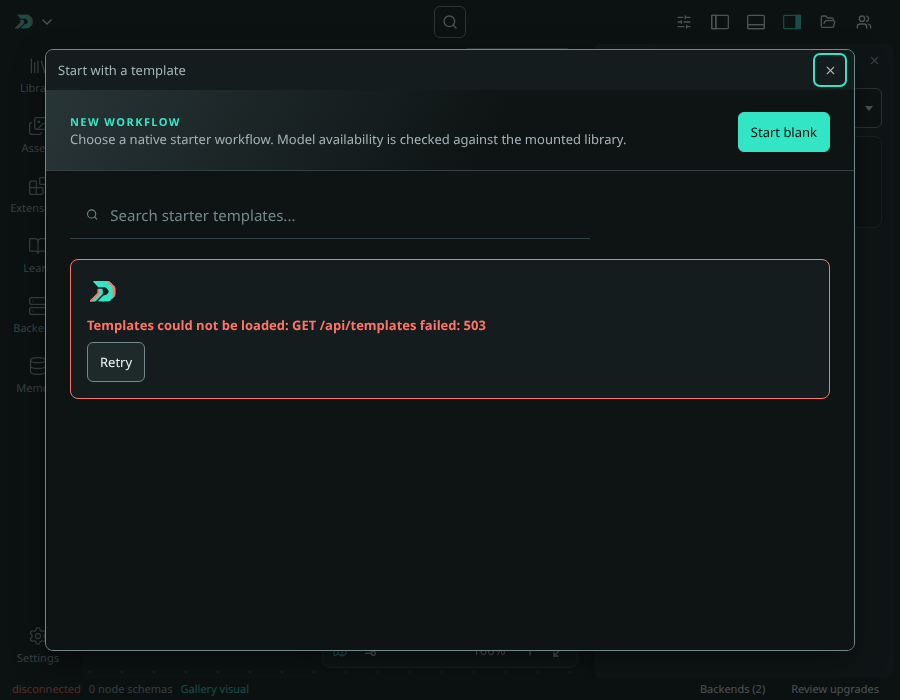 Start with a template
NEW WORKFLOW
Choose a native starter workflow. Model availability is checked against the mounted library.
Start blank
Search starter templates...
Templates could not be loaded: GET /api/templates failed: 503
Retry
Settings
disconnected 0 node schemas Gallery visual
Backends (2) Review upgrades